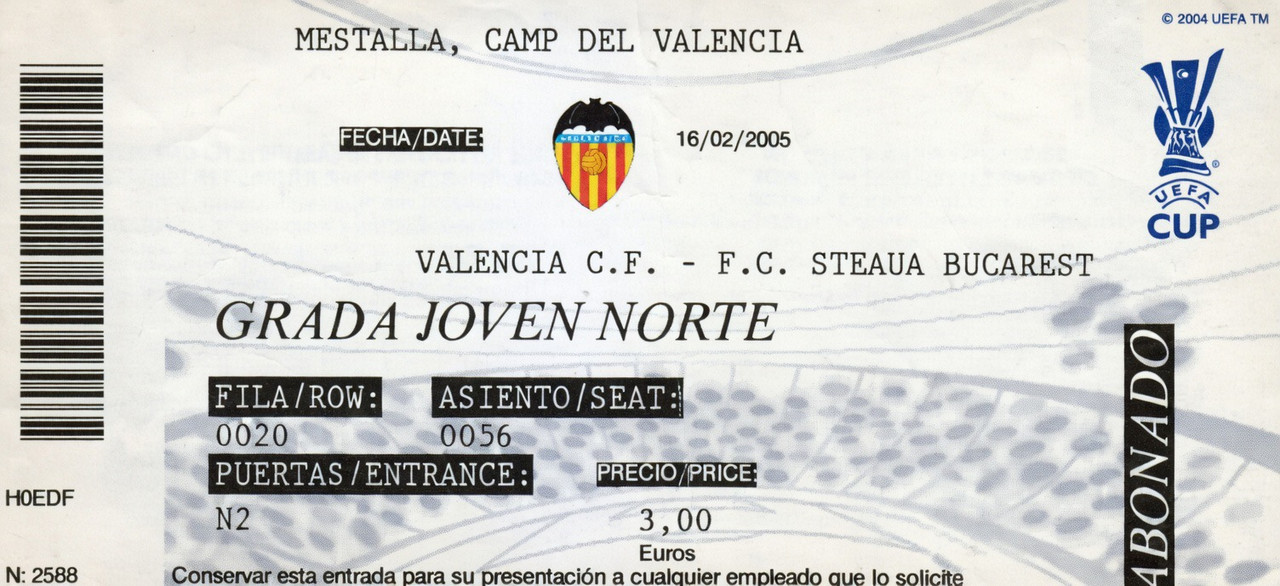 © 2004 UEFA TM
MESTALLA, CAMP DEL VALENCIA
FECHA/DATE:
16/02/2005
UEFA
CUP
VALENCIA C.F. - F.C. STEAUA BUCAREST
GRADA JOVEN NORTE
FILA/ROW: ASIENTO/SEAT:
0020 0056
PUERTAS/ENTRANCE: PRECIO/PRICE:
N2 3,00
Euros
ABONADO
H0EDF
N: 2588
Conservar esta entrada para su presentación a cualquier empleado que lo solicite